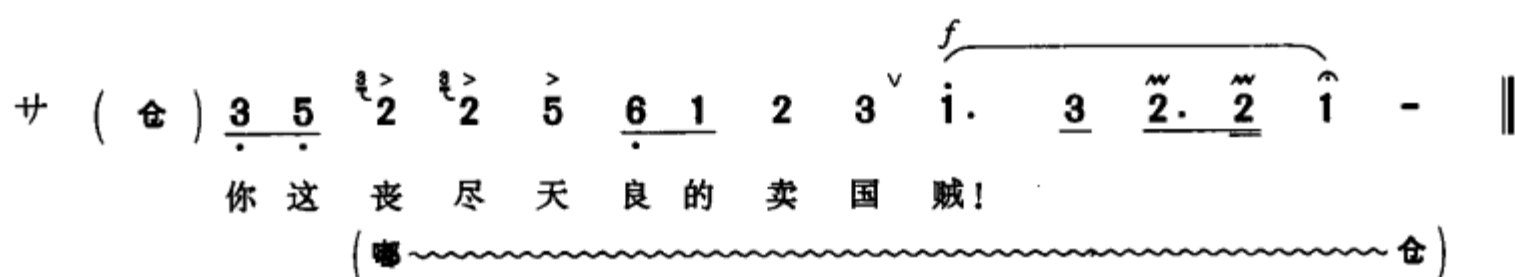 f
サ ( 仓 ) 3 5 2 2 5 6 1 2 3 i. 3 2. 2 1 - ‖
你 这 丧 尽 天 良 的 卖 国 贼!
( 嘟 仓 )